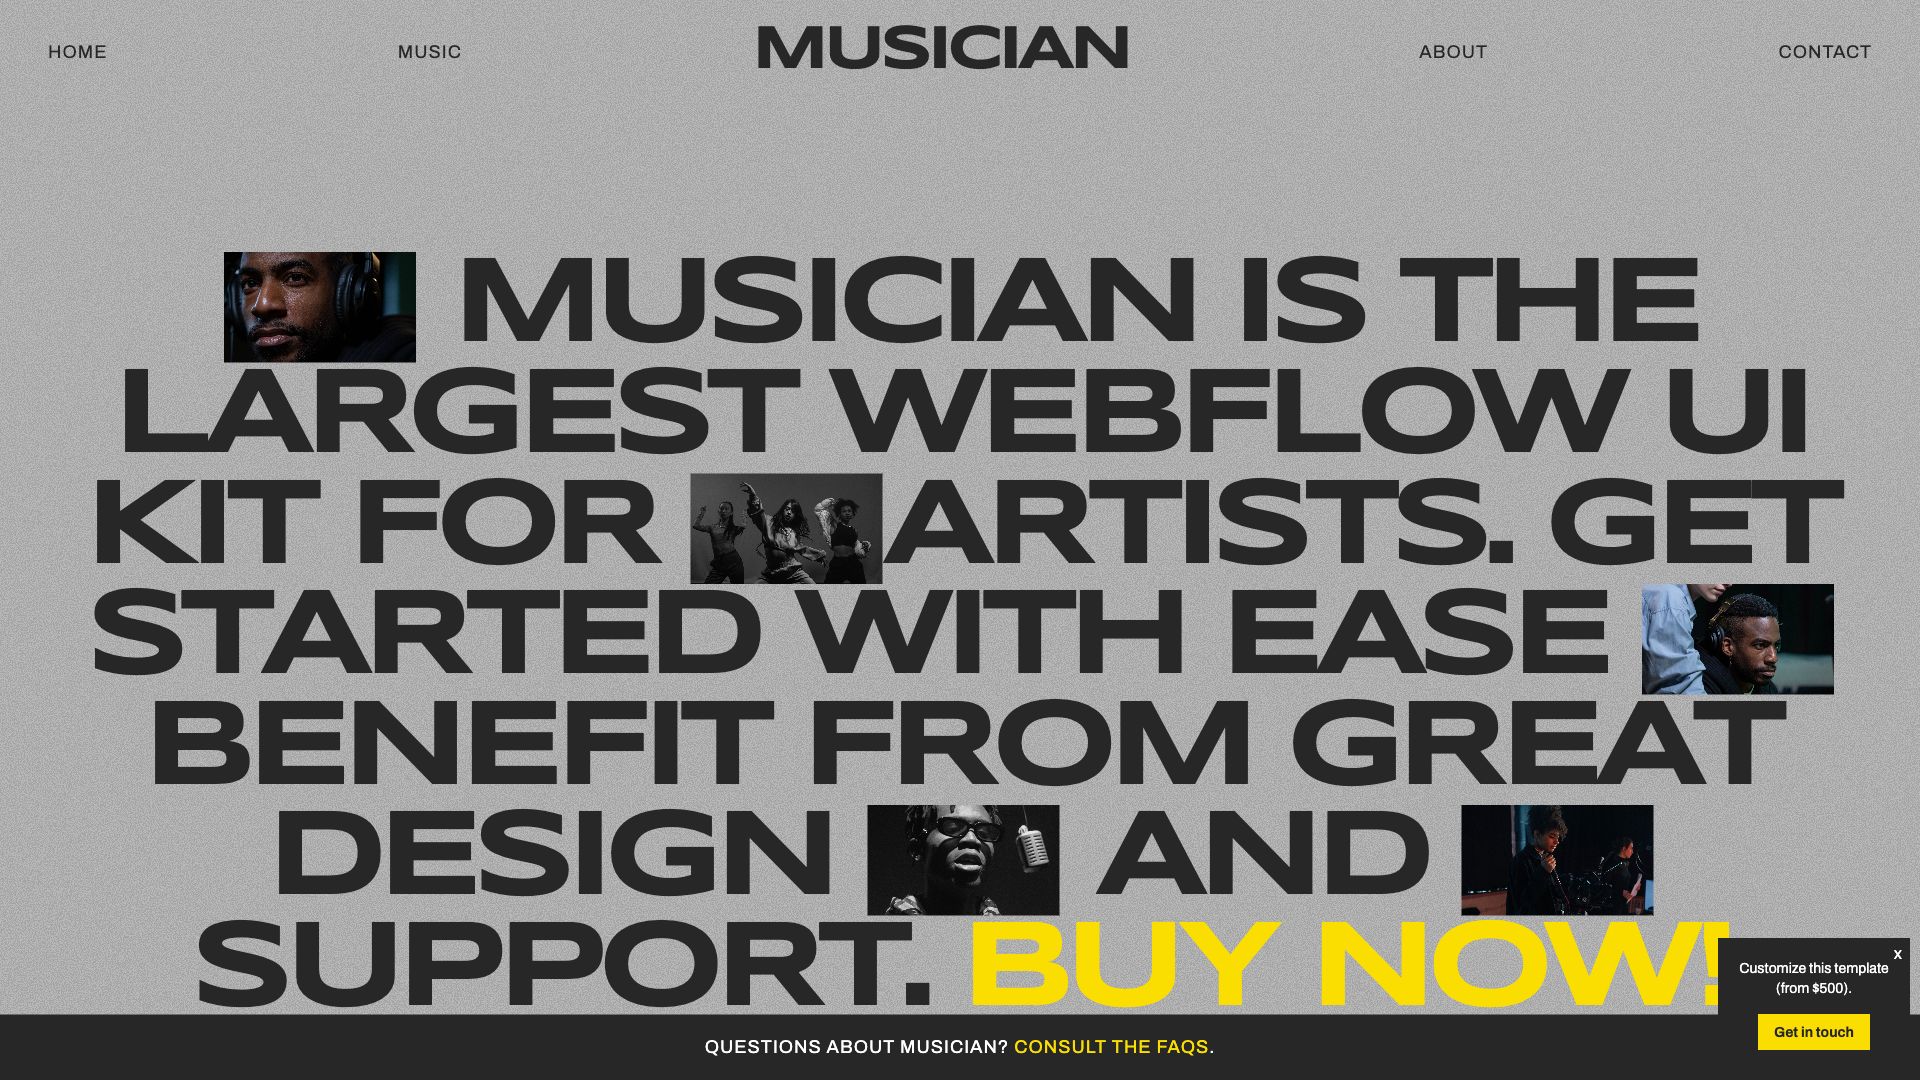 HOME
MUSIC
MUSICIAN
ABOUT
CONTACT
MUSICIAN IS THE
LARGEST WEBFLOW UI
KIT FOR ARTISTS. GET
STARTED WITH EASE
BENEFIT FROM GREAT
DESIGN AND
SUPPORT. BUY NOW!
X
Customize this template
(from $500).
Get in touch
QUESTIONS ABOUT MUSICIAN? CONSULT THE FAQS.